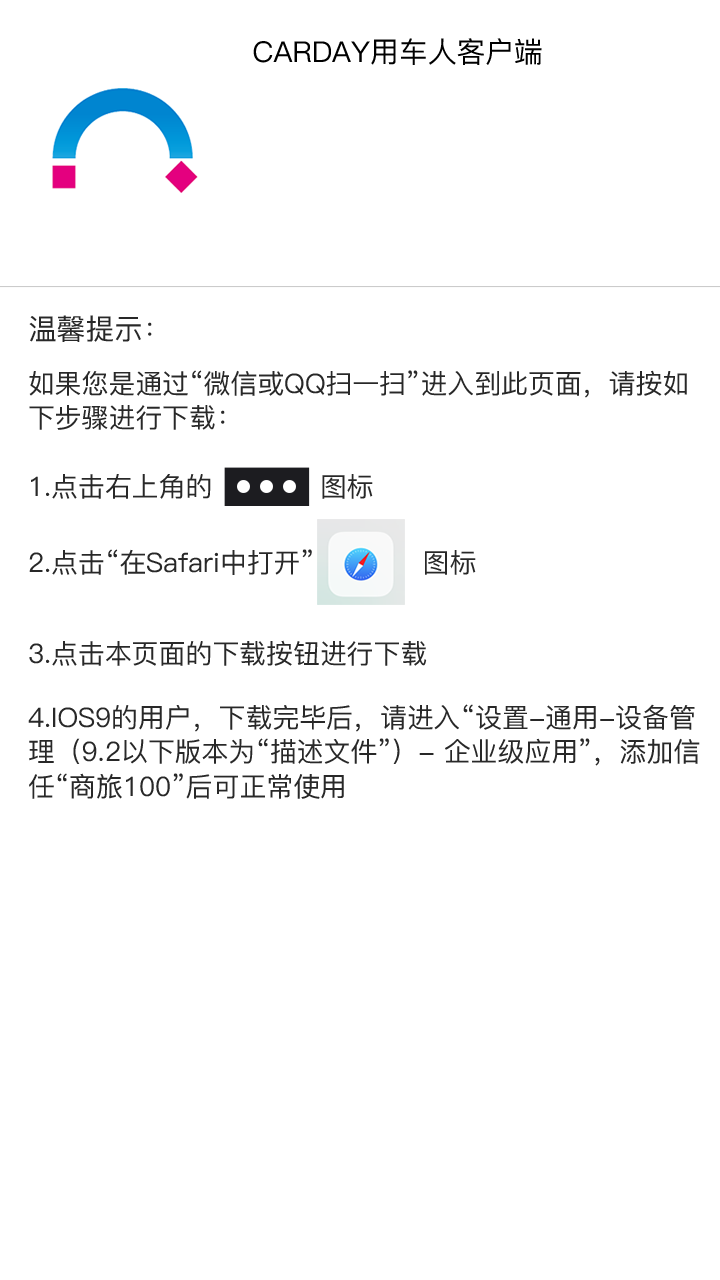 CARDAY用车人客户端
温馨提示：
如果您是通过“微信或QQ扫一扫”进入到此页面，请按如
下步骤进行下载：
1.点击右上角的 图标
2.点击“在Safari中打开” 图标
3.点击本页面的下载按钮进行下载
4.IOS9的用户，下载完毕后，请进入“设置–通用–设备管
理（9.2以下版本为“描述文件”）– 企业级应用”，添加信
任“商旅100”后可正常使用